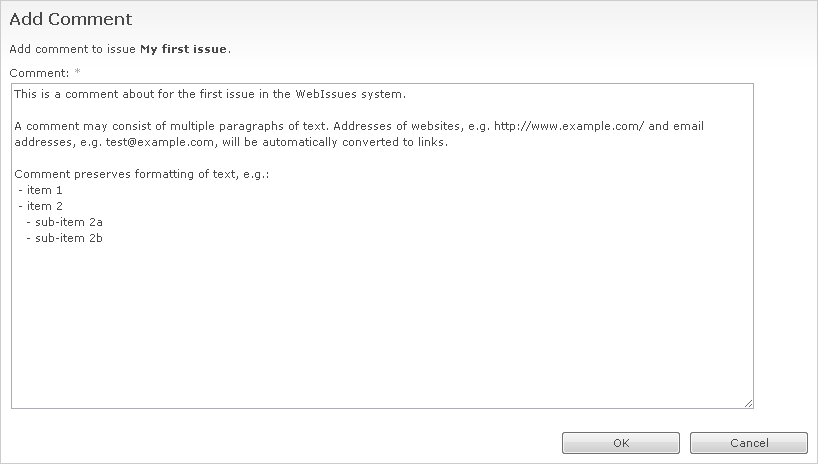 Add Comment
Add comment to issue My first issue.
Comment: *
This is a comment about for the first issue in the WebIssues system.
A comment may consist of multiple paragraphs of text. Addresses of websites, e.g. http://www.example.com/ and email
addresses, e.g. test@example.com, will be automatically converted to links.
Comment preserves formatting of text, e.g.:
- item 1
- item 2
- sub-item 2a
- sub-item 2b
OK Cancel